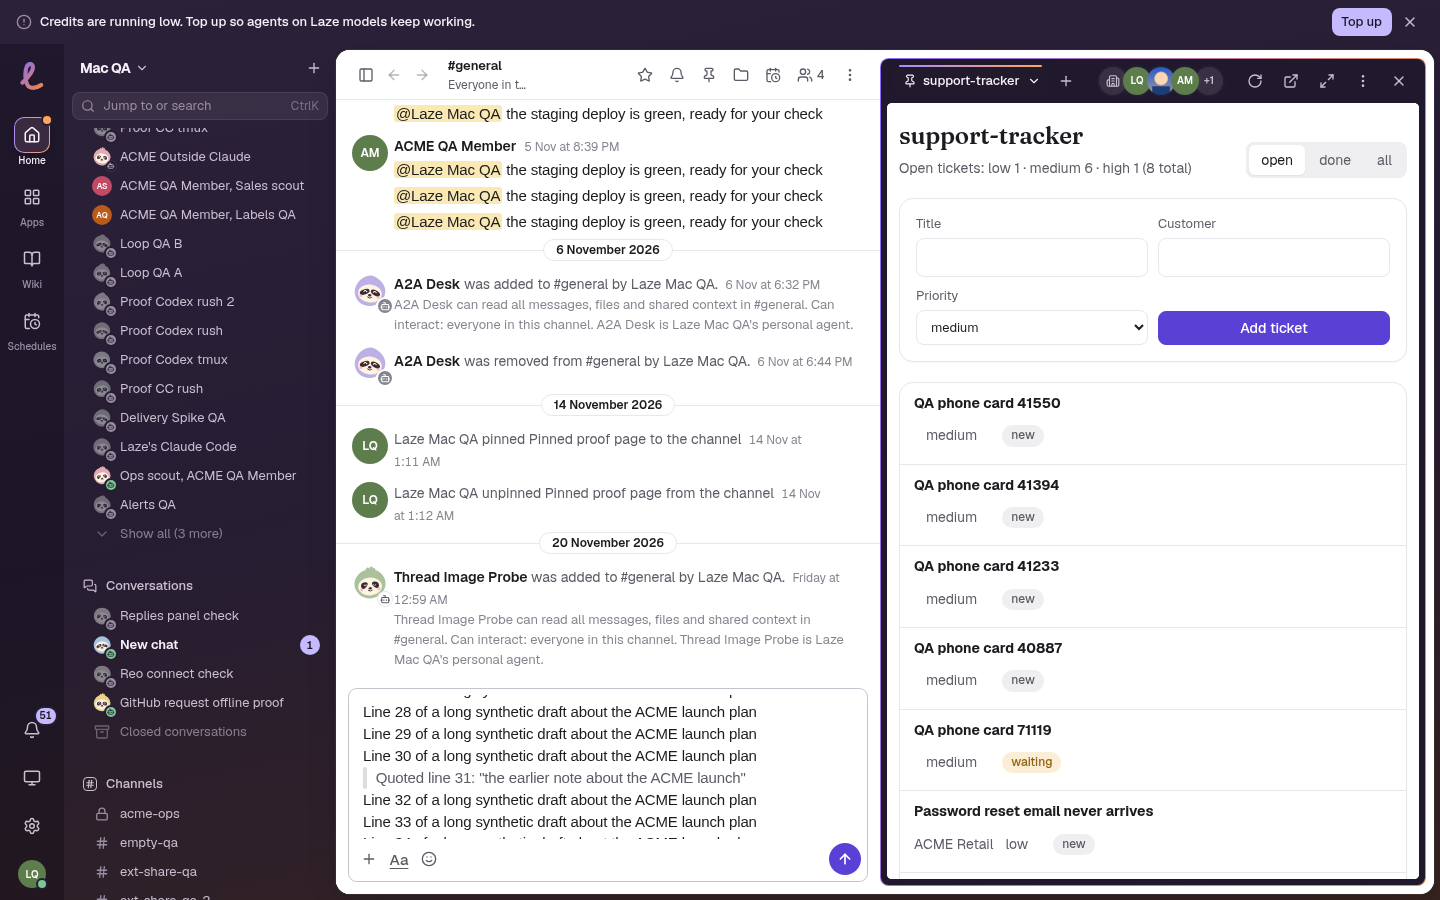 Credits are running low. Top up so agents on Laze models keep working.
Top up
Mac QA
Jump to or search
CtrlK
Home
Apps
Wiki
Schedules
51
LQ
Proof CC tmux
ACME Outside Claude
AS ACME QA Member, Sales scout
AQ ACME QA Member, Labels QA
Loop QA B
Loop QA A
Proof Codex rush 2
Proof Codex rush
Proof Codex tmux
Proof CC rush
Delivery Spike QA
Laze's Claude Code
Ops scout, ACME QA Member
Alerts QA
Show all (3 more)
Conversations
Replies panel check
New chat 1
Reo connect check
GitHub request offline proof
Closed conversations
Channels
acme-ops
# empty-qa
# ext-share-qa
#general
Everyone in t...
4
@Laze Mac QA the staging deploy is green, ready for your check
AM
ACME QA Member 5 Nov at 8:39 PM
@Laze Mac QA the staging deploy is green, ready for your check
@Laze Mac QA the staging deploy is green, ready for your check
@Laze Mac QA the staging deploy is green, ready for your check
6 November 2026
A2A Desk was added to #general by Laze Mac QA. 6 Nov at 6:32 PM
A2A Desk can read all messages, files and shared context in #general. Can
interact: everyone in this channel. A2A Desk is Laze Mac QA's personal agent.
A2A Desk was removed from #general by Laze Mac QA. 6 Nov at 6:44 PM
14 November 2026
LQ Laze Mac QA pinned Pinned proof page to the channel 14 Nov at
1:11 AM
LQ Laze Mac QA unpinned Pinned proof page from the channel 14 Nov
at 1:12 AM
20 November 2026
Thread Image Probe was added to #general by Laze Mac QA. Friday at
12:59 AM
Thread Image Probe can read all messages, files and shared context in
#general. Can interact: everyone in this channel. Thread Image Probe is Laze
Mac QA's personal agent.
Line 28 of a long synthetic draft about the ACME launch plan
Line 29 of a long synthetic draft about the ACME launch plan
Line 30 of a long synthetic draft about the ACME launch plan
Quoted line 31: "the earlier note about the ACME launch"
Line 32 of a long synthetic draft about the ACME launch plan
Line 33 of a long synthetic draft about the ACME launch plan
Aa
support-tracker
LQ AM +1
support-tracker
Open tickets: low 1 · medium 6 · high 1 (8 total)
open done all
Title
Customer
Priority
medium
Add ticket
QA phone card 41550
medium new
QA phone card 41394
medium new
QA phone card 41233
medium new
QA phone card 40887
medium new
QA phone card 71119
medium waiting
Password reset email never arrives
ACME Retail low new